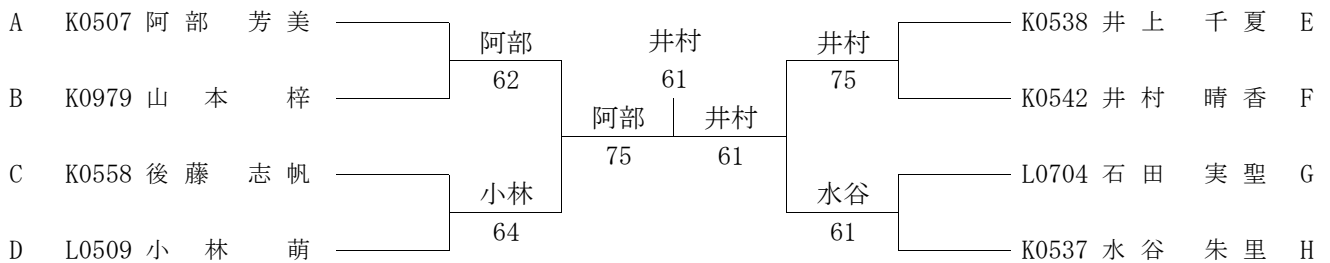 A K0507 阿部 芳美
K0538 井上 千夏 E
阿部 井村 井村
62 61 75
B K0979 山本 梓
K0542 井村 晴香 F
阿部 井村
75 61
C K0558 後藤 志帆
L0704 石田 実聖 G
小林 水谷
64 61
D L0509 小林 萌
K0537 水谷 朱里 H